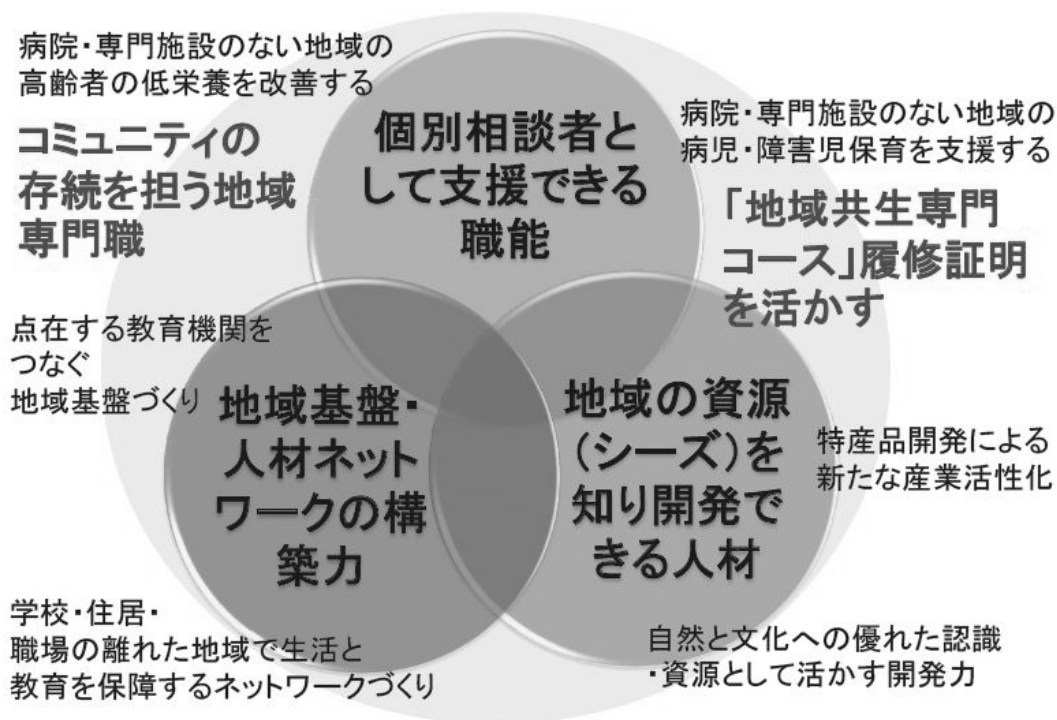 病院・専門施設のない地域の
高齢者の低栄養を改善する
コミュニティの
存続を担う地域
専門職
個別相談者と
して支援できる
職能
病院・専門施設のない地域の
病児・障害児保育を支援する
「地域共生専門
コース」履修証明
を活かす
点在する教育機関を
つなぐ
地域基盤づくり
地域基盤・
人材ネット
ワークの構
築力
地域の資源
(シーズ)を
知り開発で
きる人材
特産品開発による
新たな産業活性化
学校・住居・
職場の離れた地域で生活と
教育を保障するネットワークづくり
自然と文化への優れた認識
・資源として活かす開発力